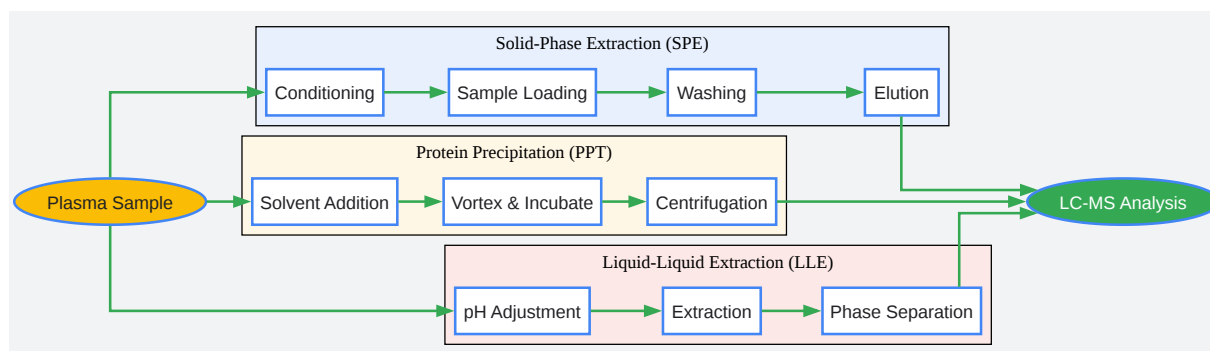 Solid-Phase Extraction (SPE)
Conditioning
Sample Loading
Washing
Elution
Protein Precipitation (PPT)
Plasma Sample
Solvent Addition
Vortex & Incubate
Centrifugation
LC-MS Analysis
Liquid-Liquid Extraction (LLE)
pH Adjustment
Extraction
Phase Separation